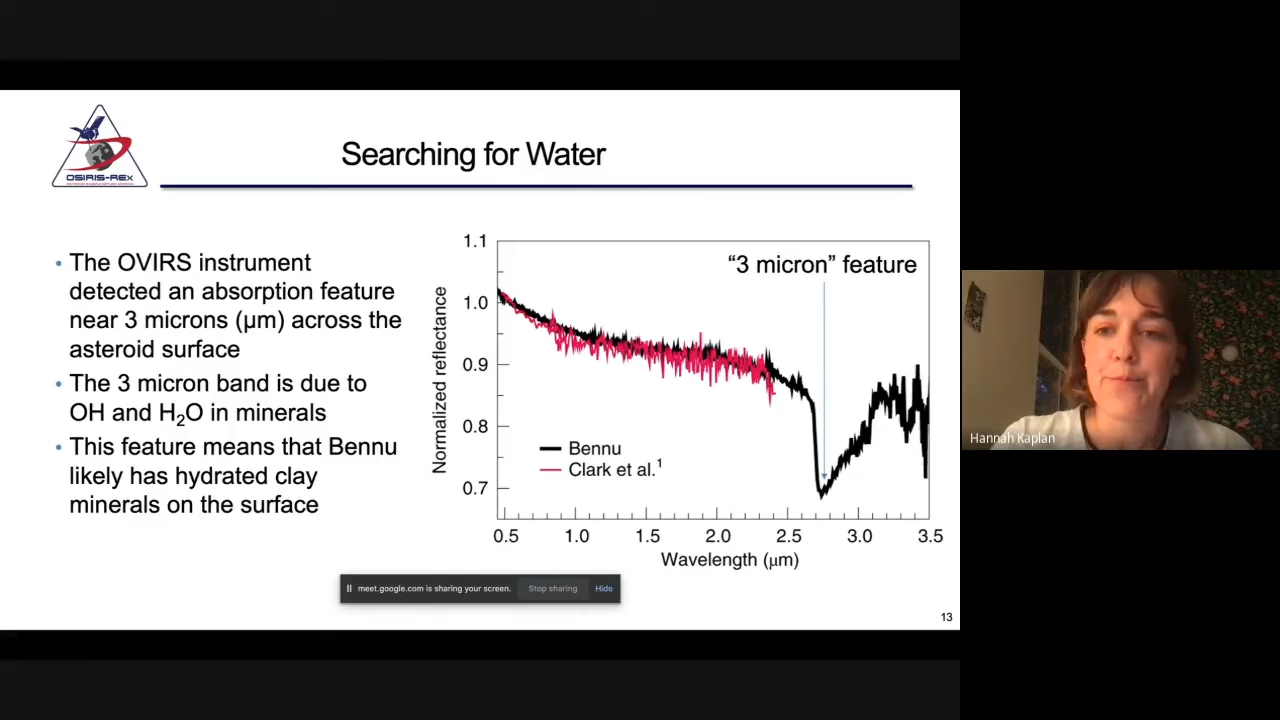 Searching for Water
OSIRIS-REx
• The OVIRS instrument
detected an absorption feature
near 3 microns (μm) across the
asteroid surface
• The 3 micron band is due to
OH and H₂O in minerals
• This feature means that Bennu
likely has hydrated clay
minerals on the surface
"3 micron" feature
Normalized reflectance
1.1
1.0
0.9
0.8
0.7
Bennu
Clark et al.¹
0.5 1.0 1.5 2.0 2.5 3.0 3.5
Wavelength (μm)
meet.google.com is sharing your screen. Stop sharing Hide
13
Hannah Kaplan